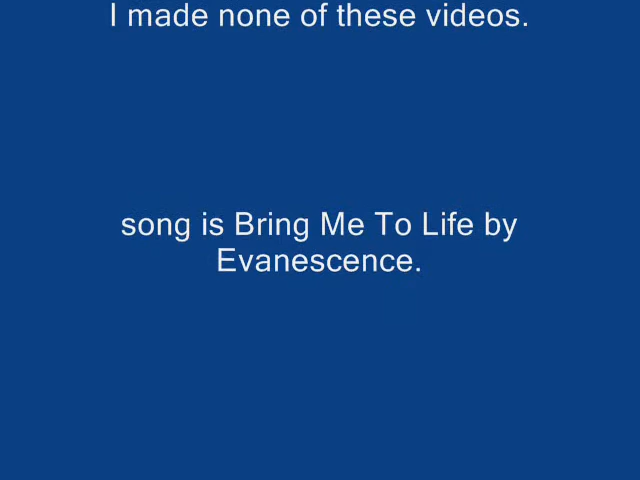 I made none of these videos.
song is Bring Me To Life by
Evanescence.